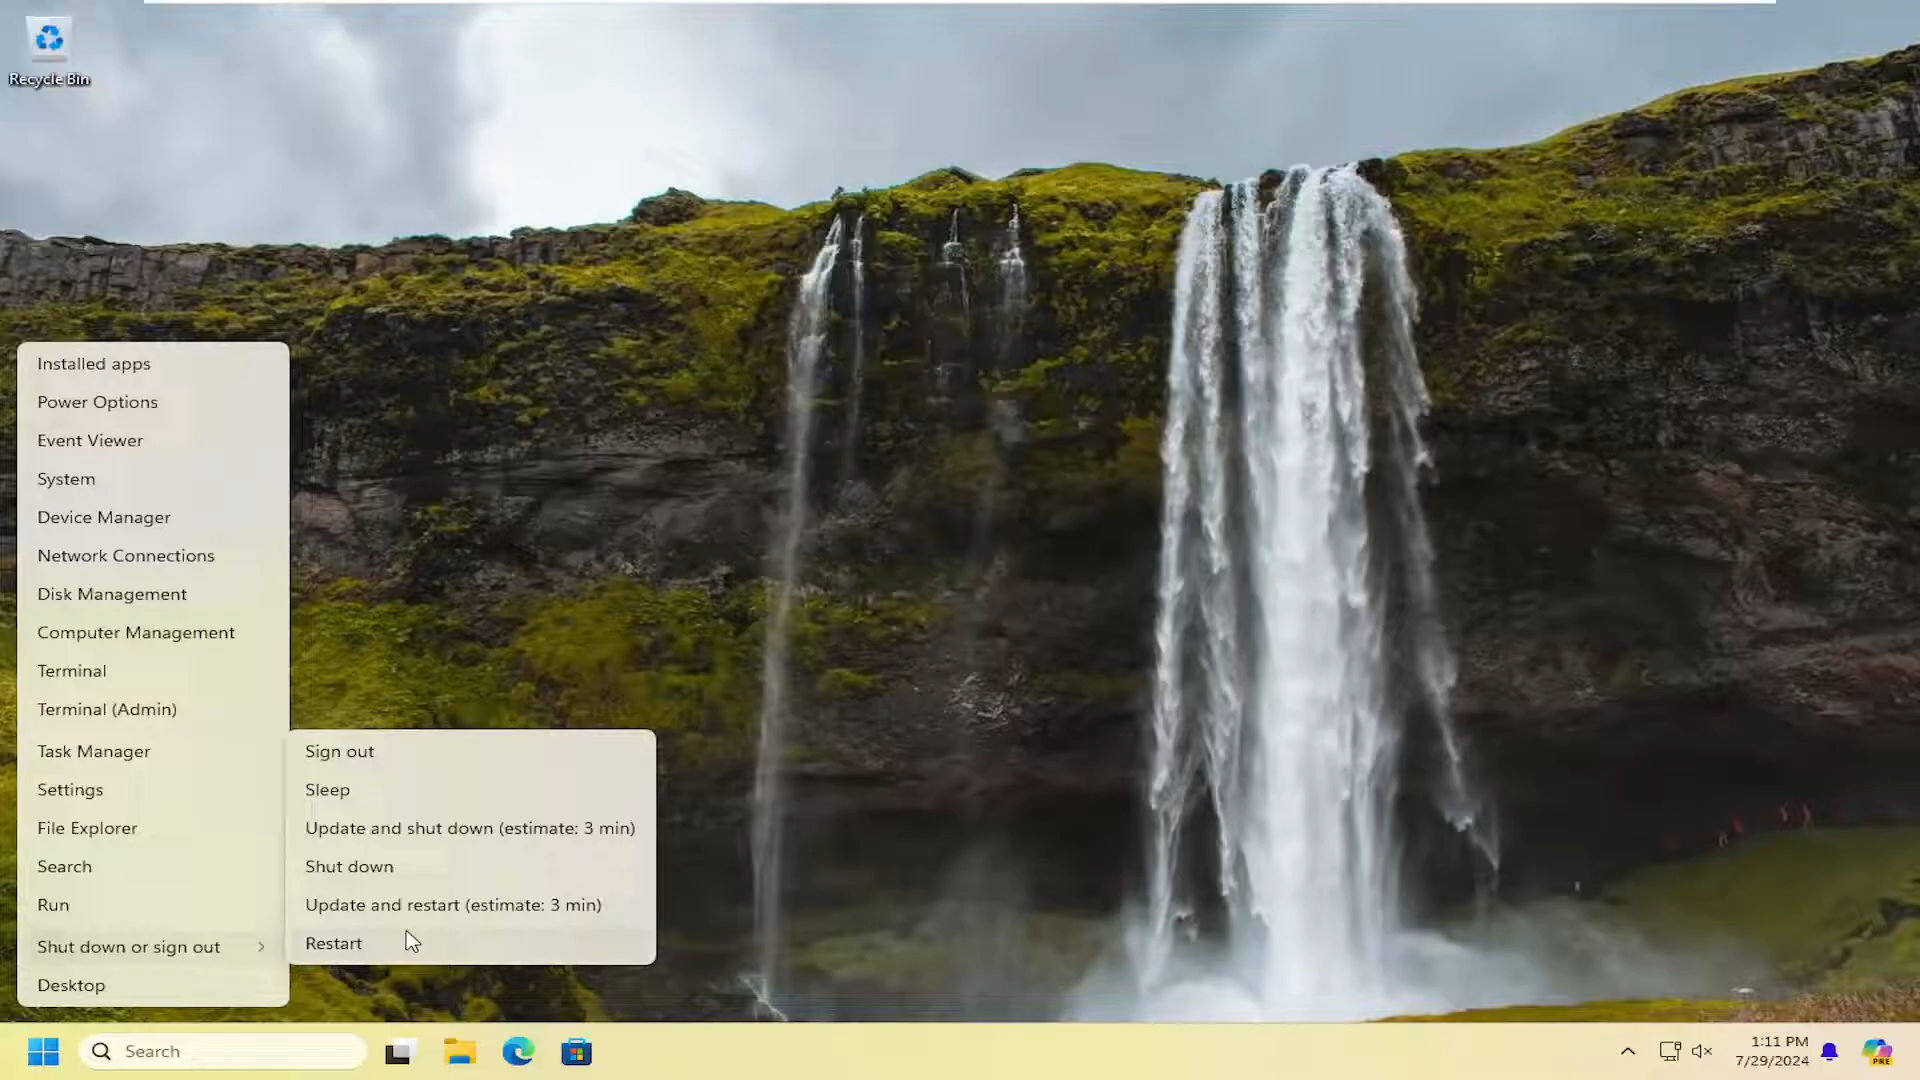 Recycle Bin
Installed apps
Power Options
Event Viewer
System
Device Manager
Network Connections
Disk Management
Computer Management
Terminal
Terminal (Admin)
Task Manager
Settings
File Explorer
Search
Run
Shut down or sign out
Desktop
Sign out
Sleep
Update and shut down (estimate: 3 min)
Shut down
Update and restart (estimate: 3 min)
Restart
Search
1:11 PM
7/29/2024
PRE